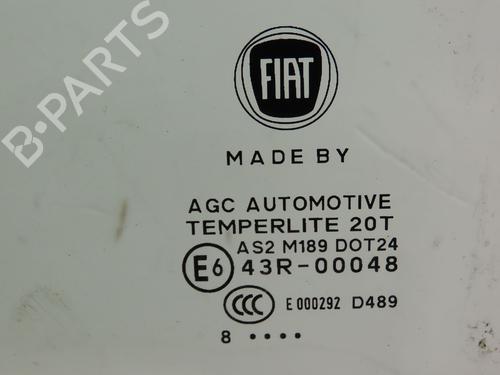 B-PARTS
FIAT
MADE BY
AGC AUTOMOTIVE
TEMPERLITE 20T
AS2 M189 DOT24
E6 43R-00048
CCC E 000292 D489
8 ••••